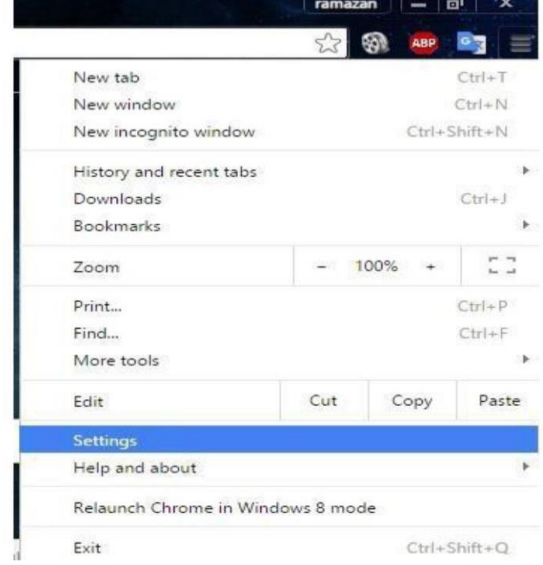 ramazan
ABP
G
New tab Ctrl+T
New window Ctrl+N
New incognito window Ctrl+Shift+N
History and recent tabs
Downloads Ctrl+J
Bookmarks
Zoom - 100% +
Print... Ctrl+P
Find... Ctrl+F
More tools
Edit Cut Copy Paste
Settings
Help and about
Relaunch Chrome in Windows 8 mode
Exit Ctrl+Shift+Q